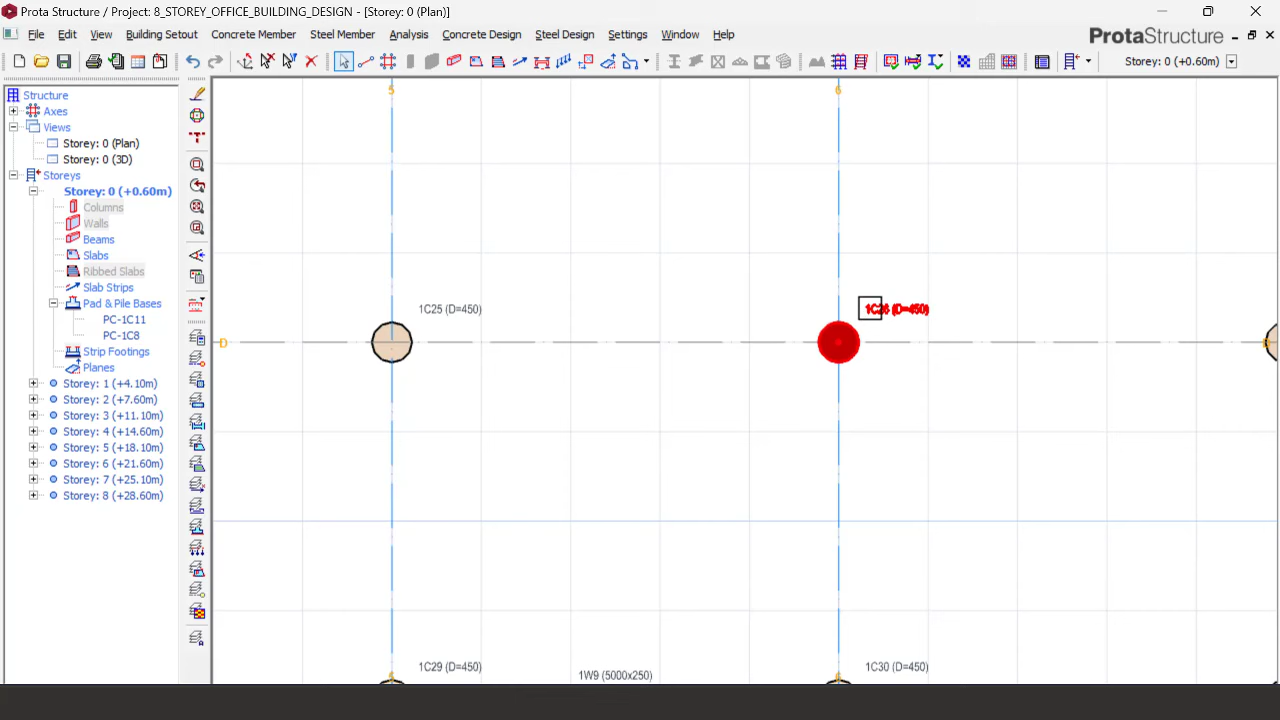 Prota Structure / Project: 8_STOREY_OFFICE_BUILDING_DESIGN - [Storey: 0 (Plan)]
File Edit View Building Setout Concrete Member Steel Member Analysis Concrete Design Steel Design Settings Window Help
ProtaStructure
Storey: 0 (+0.60m)
Structure
Axes
Views
Storey: 0 (Plan)
Storey: 0 (3D)
Storeys
Storey: 0 (+0.60m)
Columns
Walls
Beams
Slabs
Ribbed Slabs
Slab Strips
Pad & Pile Bases
PC-1C11
PC-1C8
Strip Footings
Planes
Storey: 1 (+4.10m)
Storey: 2 (+7.60m)
Storey: 3 (+11.10m)
Storey: 4 (+14.60m)
Storey: 5 (+18.10m)
Storey: 6 (+21.60m)
Storey: 7 (+25.10m)
Storey: 8 (+28.60m)
5 6
1C25 (D=450) 1C26 (D=450)
D
1C29 (D=450) 1W9 (5000x250) 1C30 (D=450)